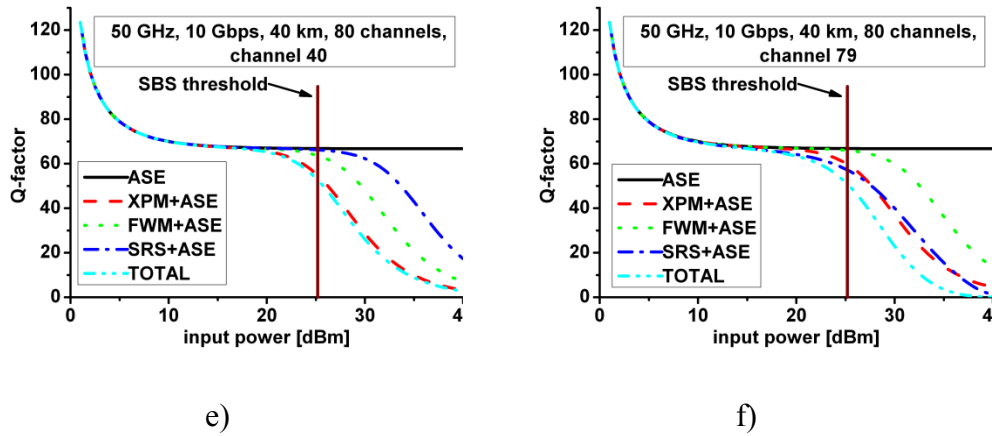 50 GHz, 10 Gbps, 40 km, 80 channels,
channel 40
SBS threshold
Q-factor
120
100
80
60
40
20
0
ASE
XPM+ASE
FWM+ASE
SRS+ASE
TOTAL
0 10 20 30 4
input power [dBm]
e)
50 GHz, 10 Gbps, 40 km, 80 channels,
channel 79
SBS threshold
Q-factor
120
100
80
60
40
20
0
ASE
XPM+ASE
FWM+ASE
SRS+ASE
TOTAL
0 10 20 30 4
input power [dBm]
f)